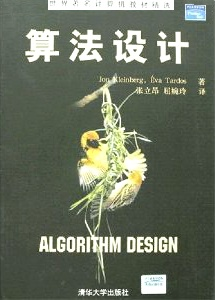 世界著名计算机教材精选
算法设计
Jon Kleinberg, Éva Tardos 著
张立昂 屈婉玲 译
ALGORITHM DESIGN
清华大学出版社